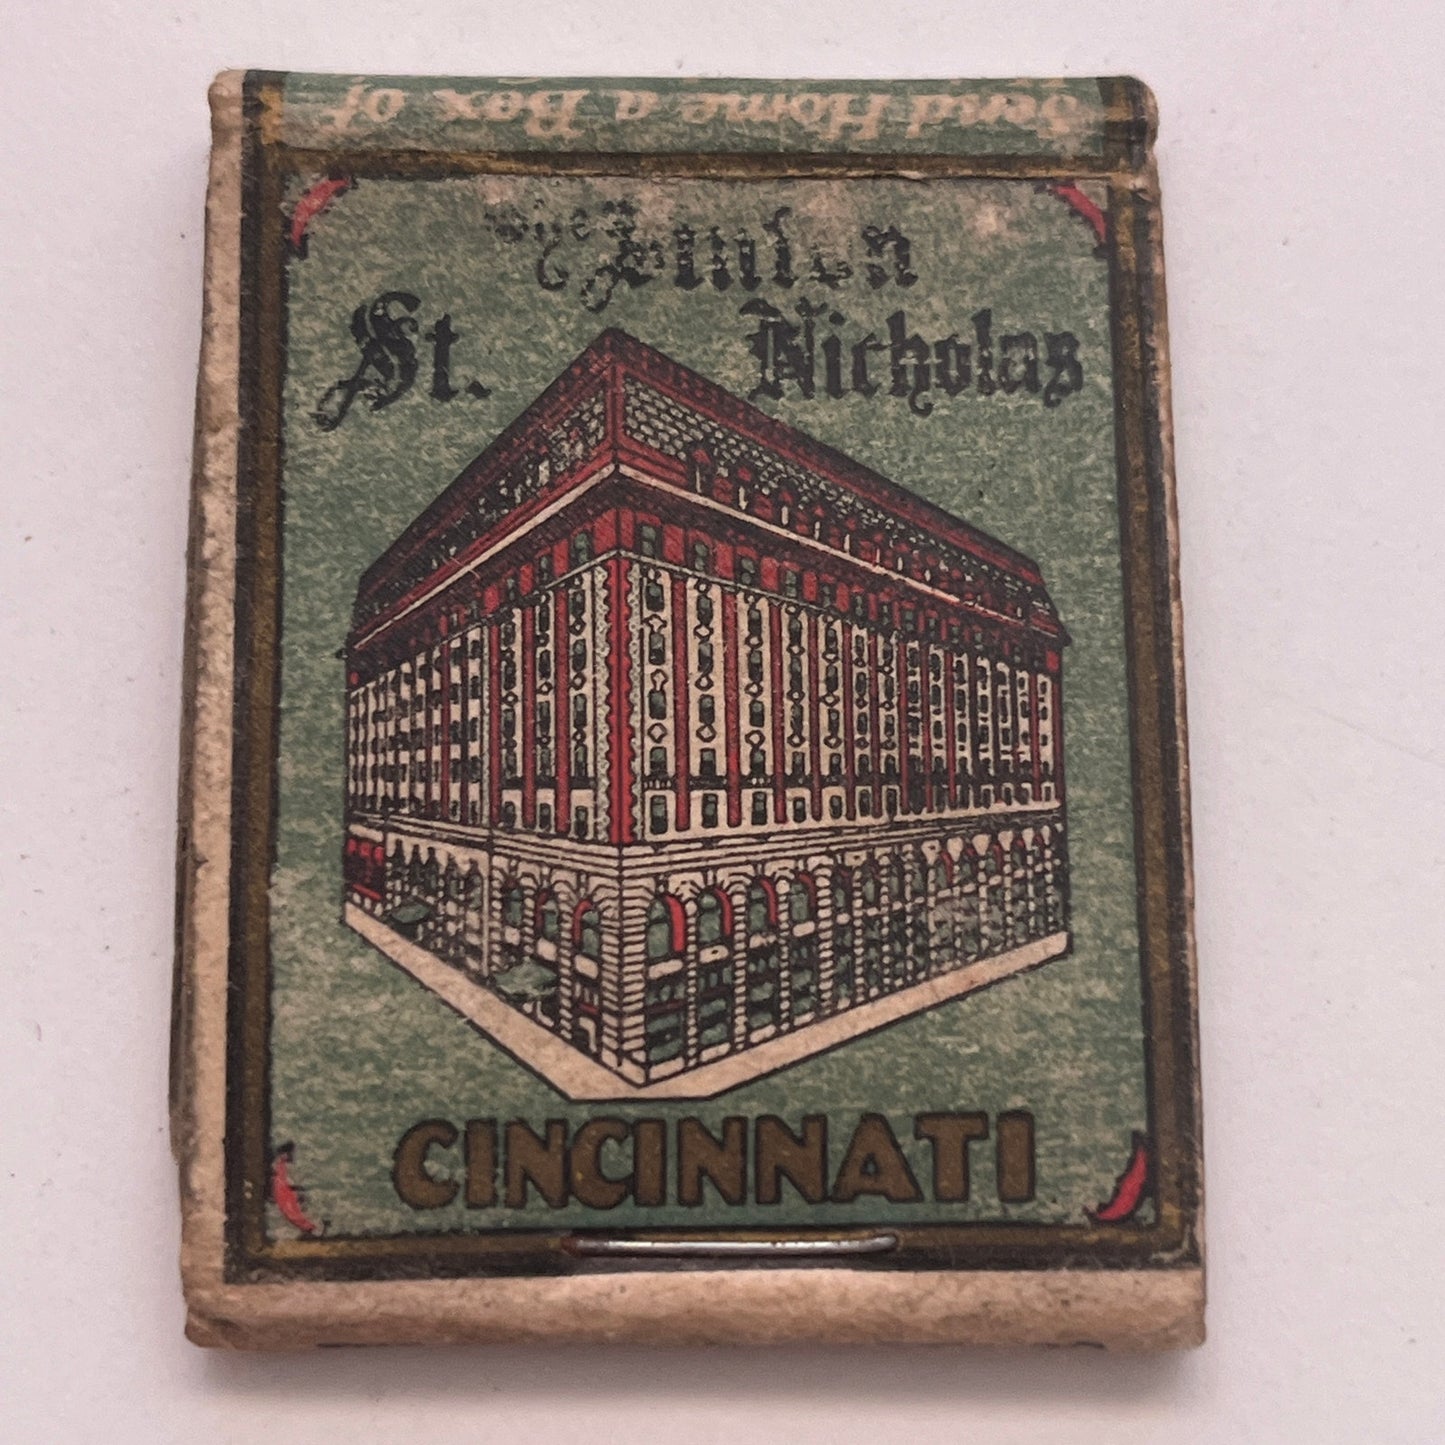 Send Home a Box of
The Sinton
St. Nicholas
CINCINNATI